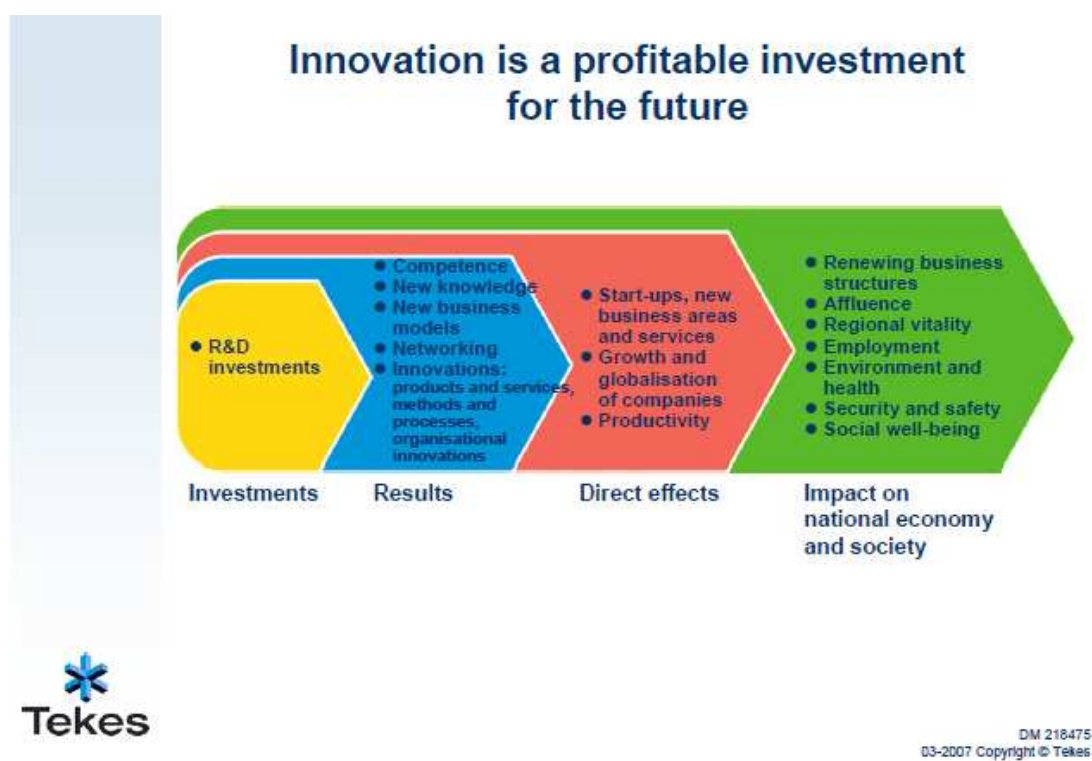 Innovation is a profitable investment
for the future
● R&D
investments
● Competence
● New knowledge
● New business
models
● Networking
● Innovations:
products and services,
methods and
processes,
organisational
innovations
● Start-ups, new
business areas
and services
● Growth and
globalisation
of companies
● Productivity
● Renewing business
structures
● Affluence
● Regional vitality
● Employment
● Environment and
health
● Security and safety
● Social well-being
Investments
Results
Direct effects
Impact on
national economy
and society
Tekes
DM 218475
03-2007 Copyright © Tekes